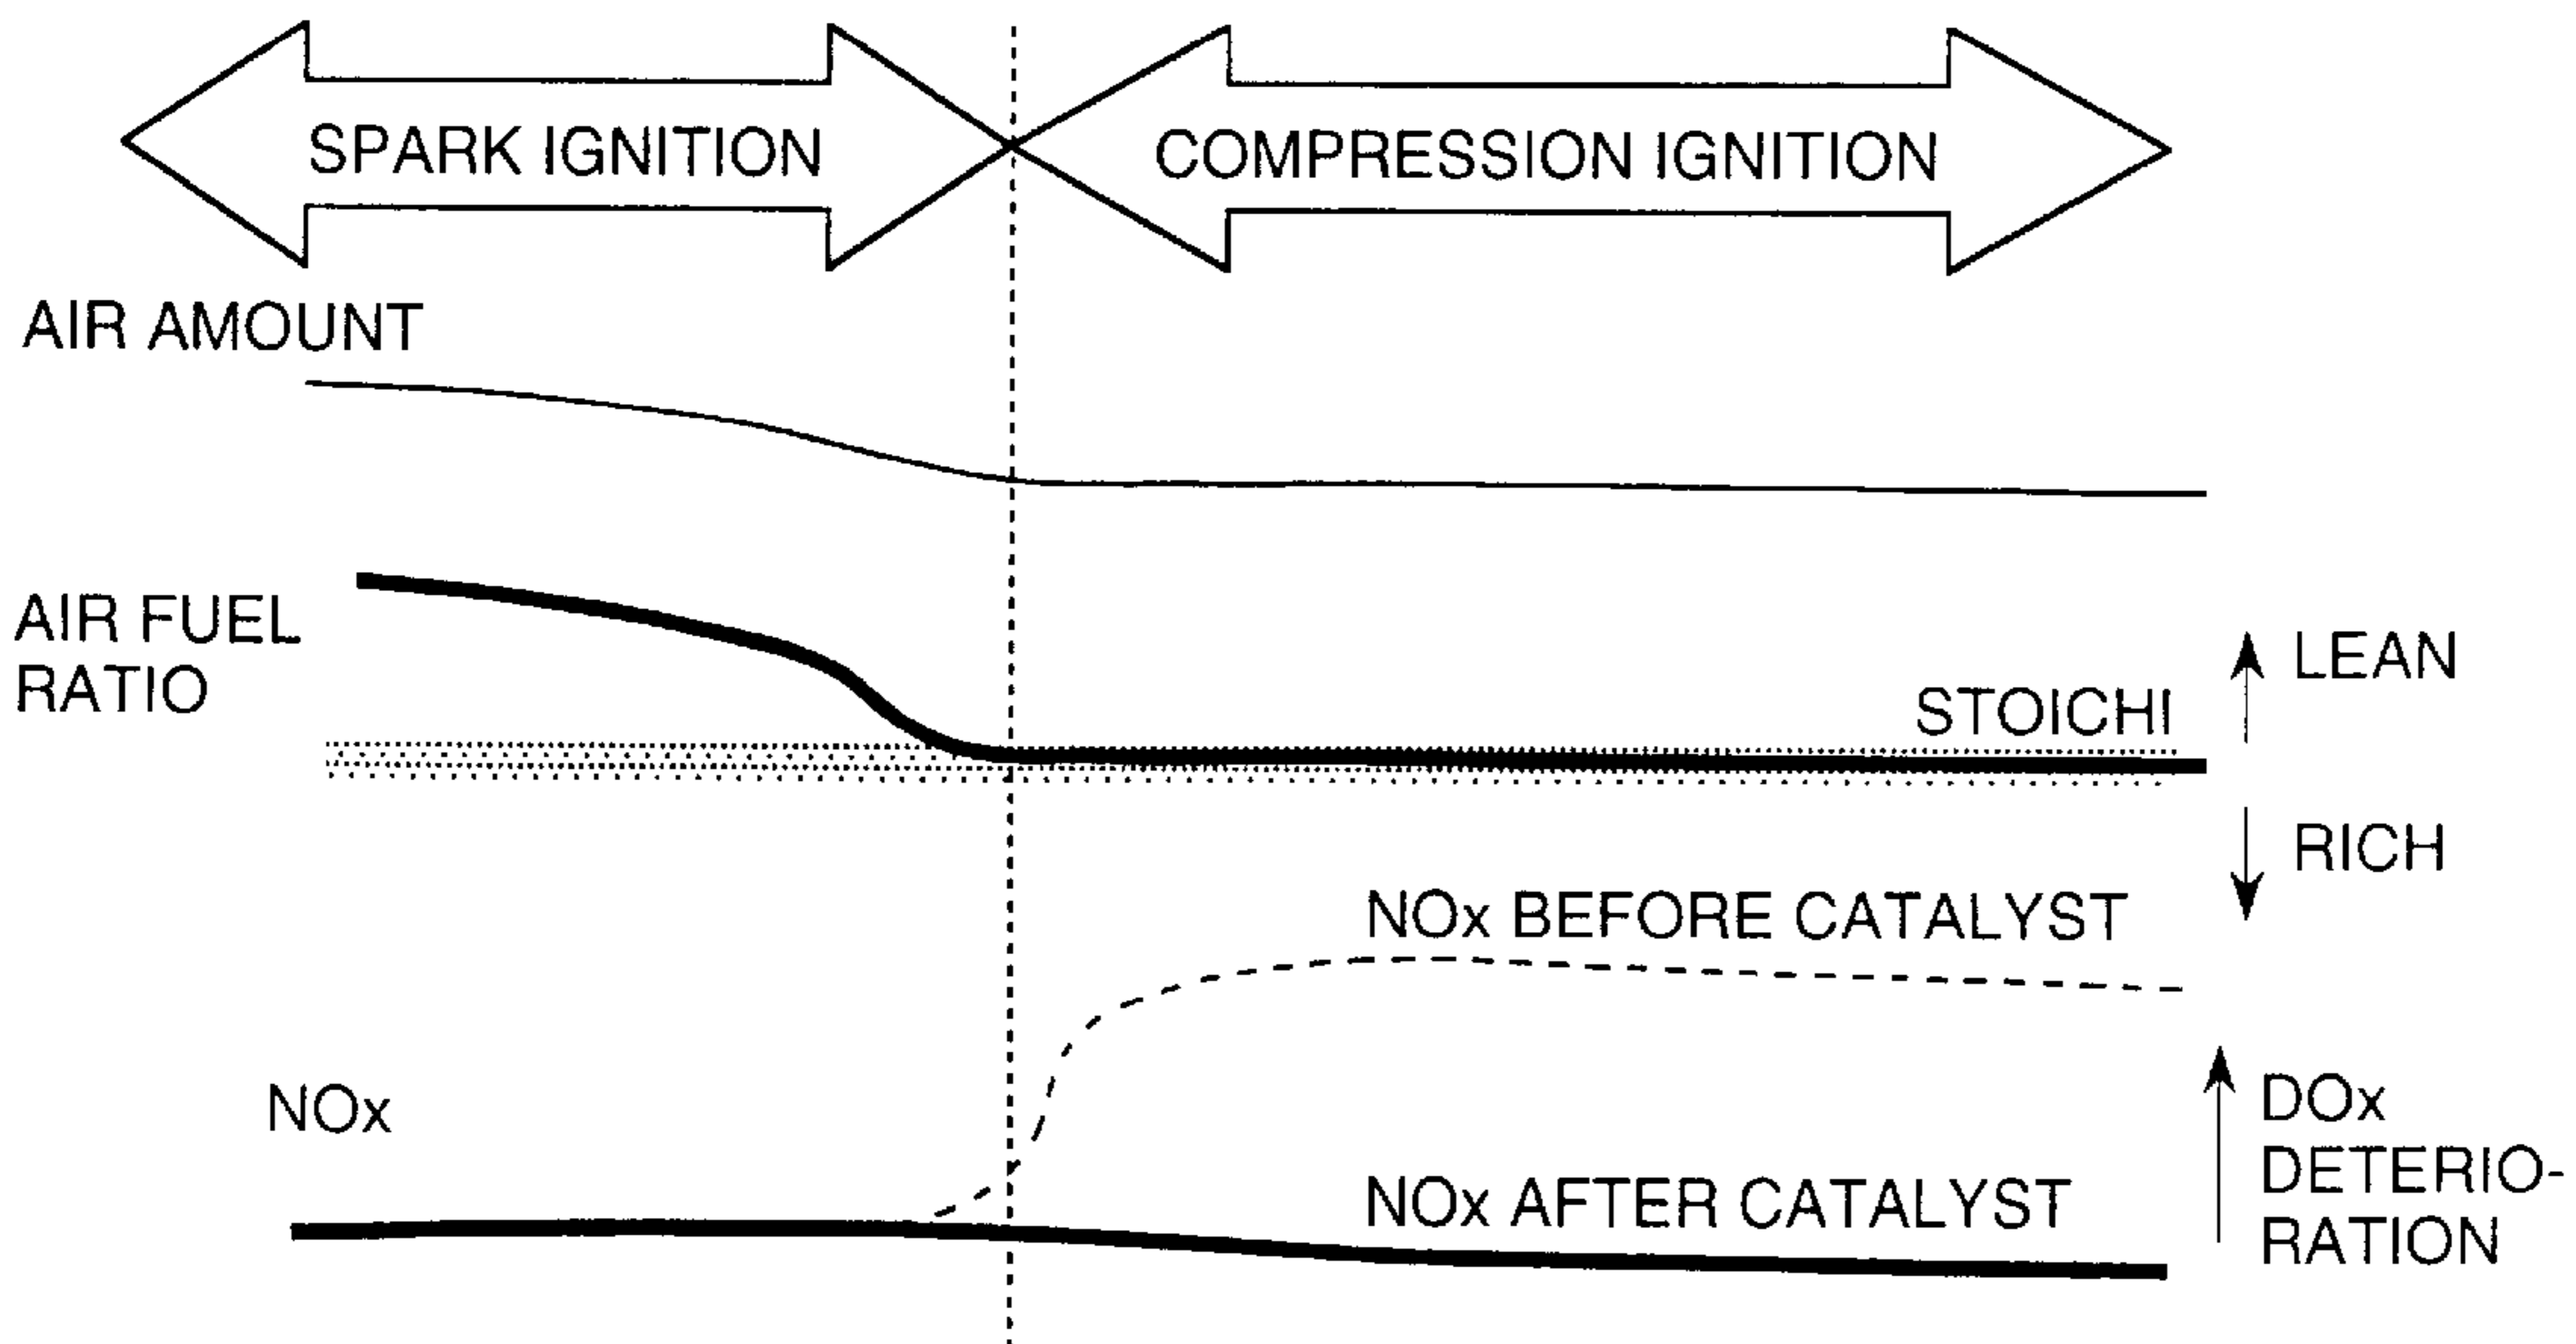 SPARK IGNITION
COMPRESSION IGNITION
AIR AMOUNT
AIR FUEL
RATIO
STOICHI
LEAN
RICH
NOx BEFORE CATALYST
NOx
NOx AFTER CATALYST
DOx
DETERIO-
RATION